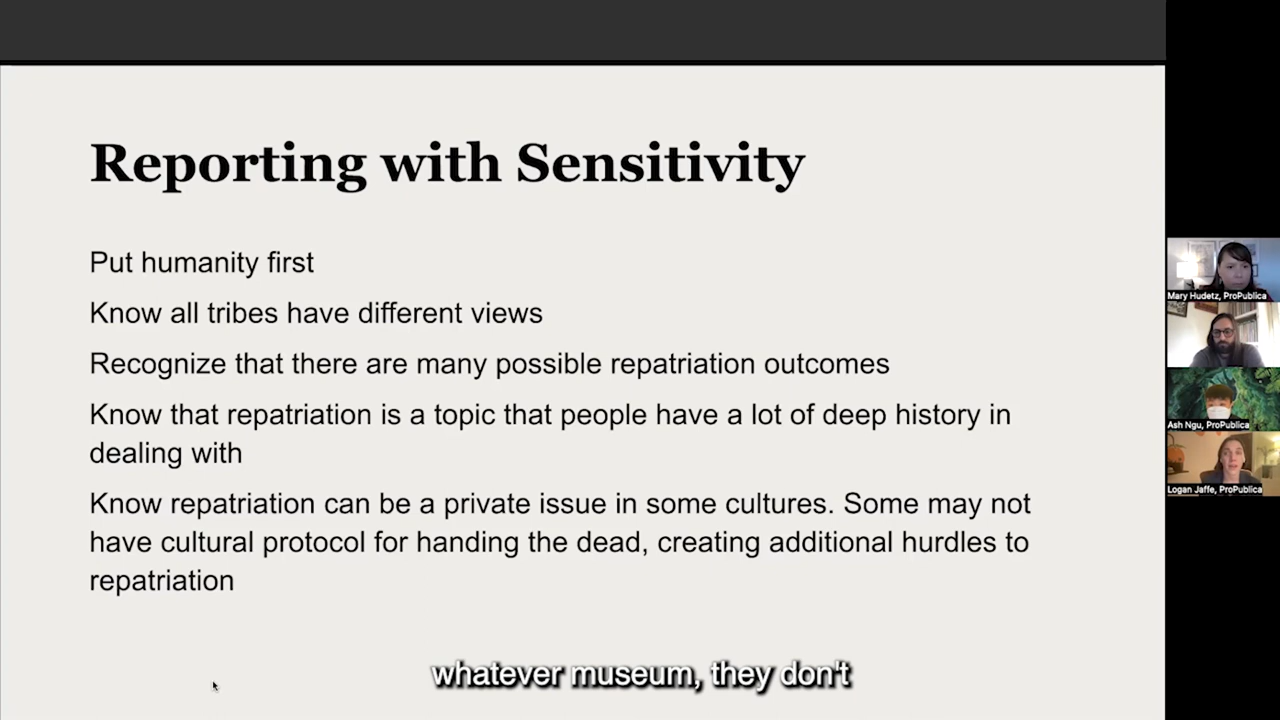 Reporting with Sensitivity
Put humanity first
Know all tribes have different views
Recognize that there are many possible repatriation outcomes
Know that repatriation is a topic that people have a lot of deep history in
dealing with
Know repatriation can be a private issue in some cultures. Some may not
have cultural protocol for handing the dead, creating additional hurdles to
repatriation
whatever museum, they don't
Mary Hudetz, ProPublica
Ash Ngu, ProPublica
Logan Jaffe, ProPublica